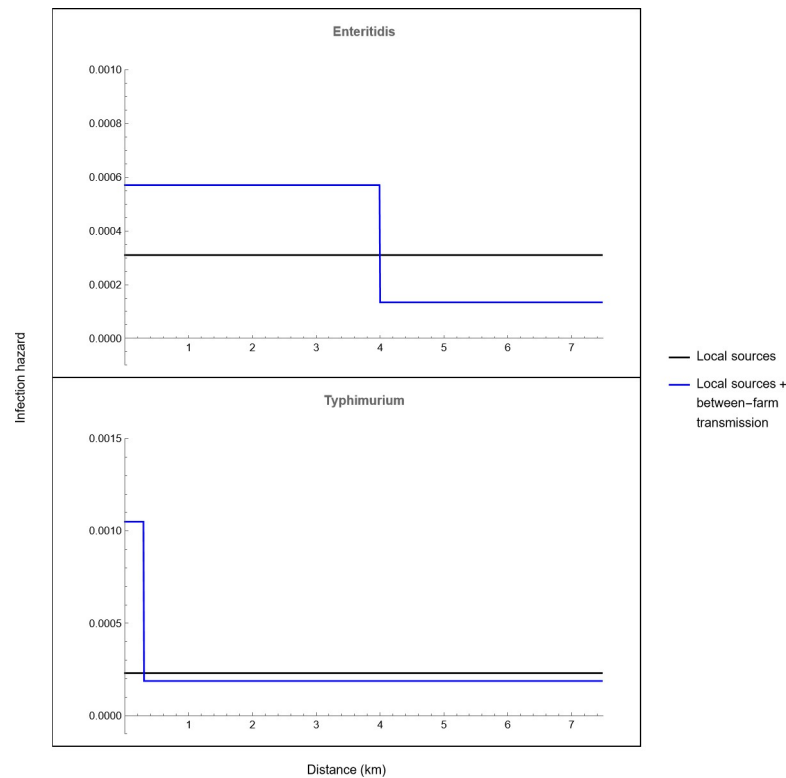 Enteritidis
0.0010
0.0008
0.0006
0.0004
0.0002
0.0000
1 2 3 4 5 6 7
Typhimurium
0.0015
0.0010
0.0005
0.0000
1 2 3 4 5 6 7
Infection hazard
Distance (km)
Local sources
Local sources +
between−farm
transmission